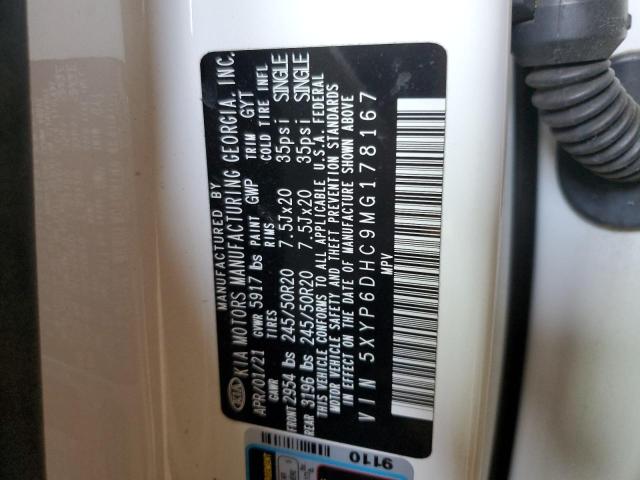 MANUFACTURED BY
KIA KIA MOTORS MANUFACTURING GEORGIA, INC.
APR/01/21 GVWR 5917 lbs PAINT GWP TRIM GYT
GAWR TIRES RIMS COLD TIRE INFL
FRONT 2954 lbs 245/50R20 7.5Jx20 35psi SINGLE
REAR 3196 lbs 245/50R20 7.5Jx20 35psi SINGLE
THIS VEHICLE CONFORMS TO ALL APPLICABLE U.S.A. FEDERAL
MOTOR VEHICLE SAFETY AND THEFT PREVENTION STANDARDS
IN EFFECT ON THE DATE OF MANUFACTURE SHOWN ABOVE
VIN 5XYP6DHC9MG178167
MPV
9110